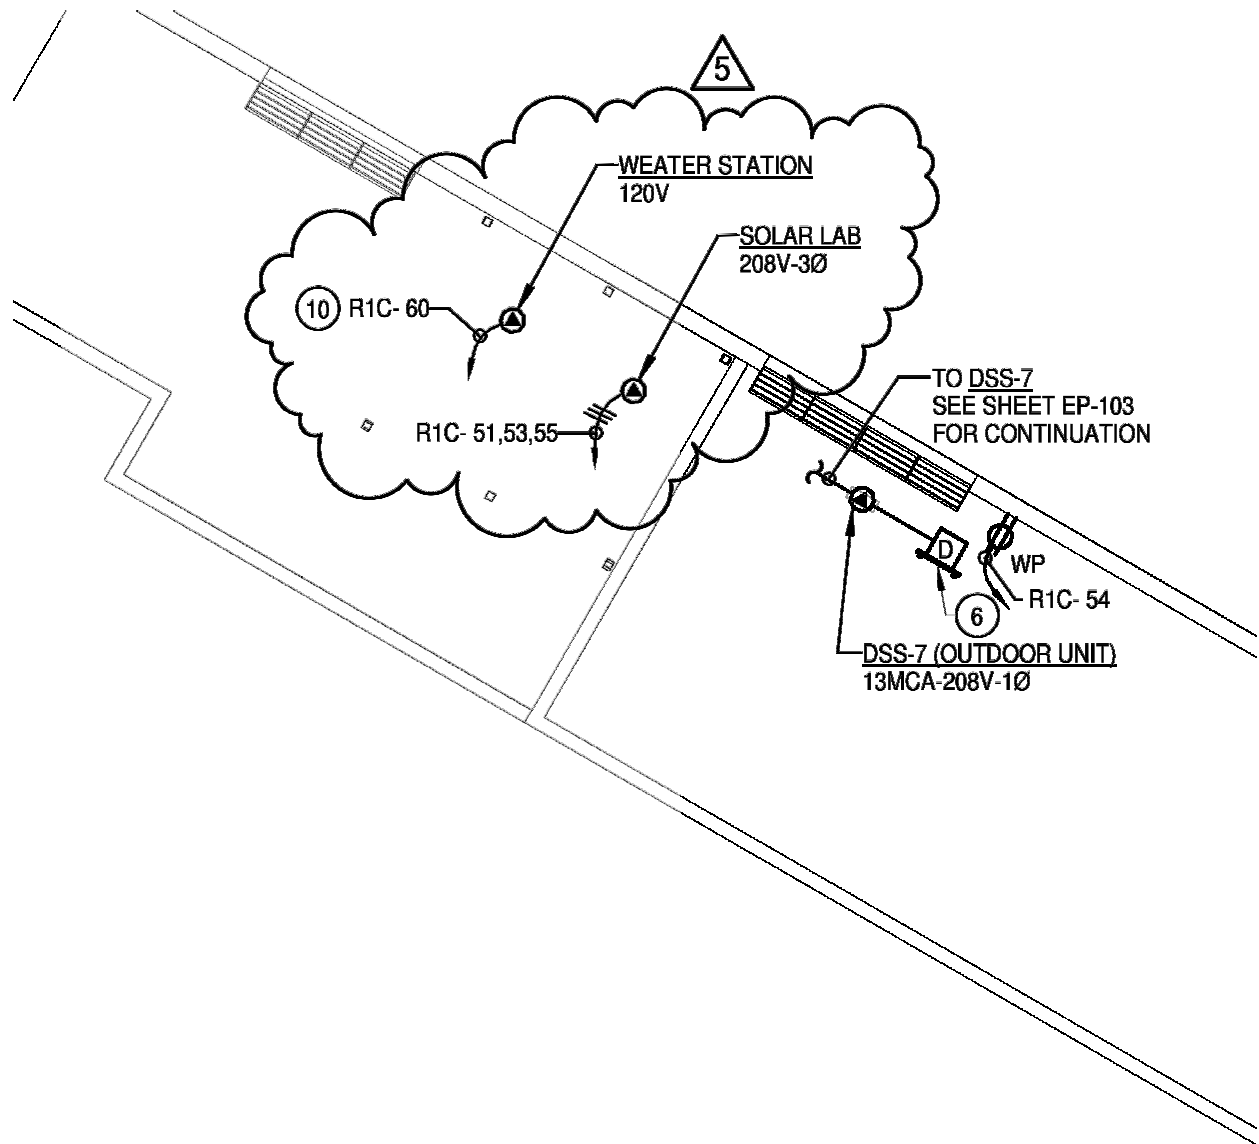 5
WEATER STATION
120V
SOLAR LAB
208V-3Ø
10 R1C- 60
R1C- 51,53,55
TO DSS-7
SEE SHEET EP-103
FOR CONTINUATION
D
WP
R1C- 54
6
DSS-7 (OUTDOOR UNIT)
13MCA-208V-1Ø